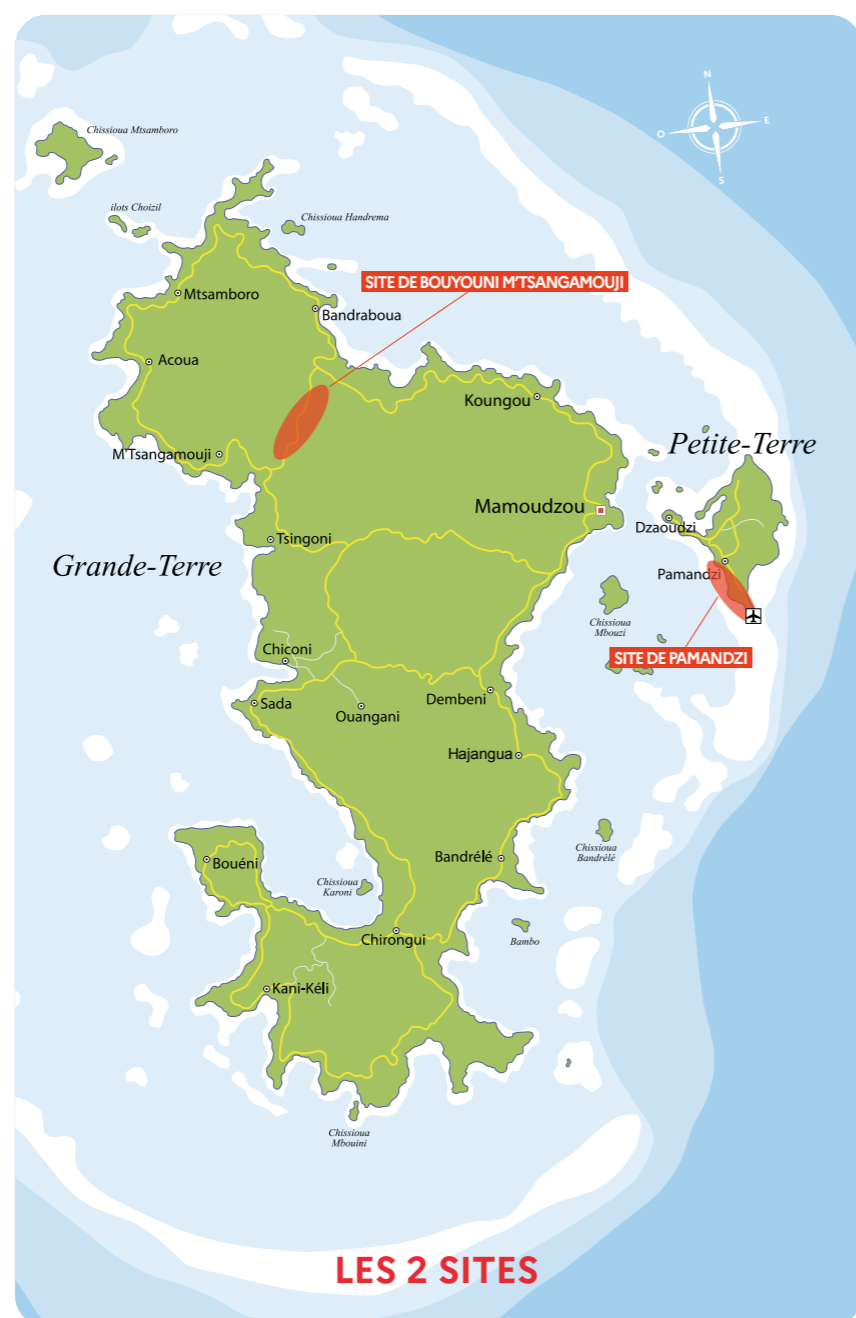 N
Chissioua Mtsamboro
O
E
S
ilots Choizil
Chissioua Handrema
SITE DE BOUYOUNI M'TSANGAMOUJI
Mtsamboro
Bandraboua
Acoua
Koungou
Petite-Terre
M'Tsangamouji
Mamoudzou
Dzaoudzi
Tsingoni
Grande-Terre
Pamandzi
Chissioua
Mbouzi
Chiconi
SITE DE PAMANDZI
Sada
Ouangani
Dembeni
Hajangua
Bouéni
Bandrélé
Chissioua
Bandrélé
Chissioua
Karoni
Chirongui
Bambo
Kani-Kéli
Chissioua
Mbouini
LES 2 SITES